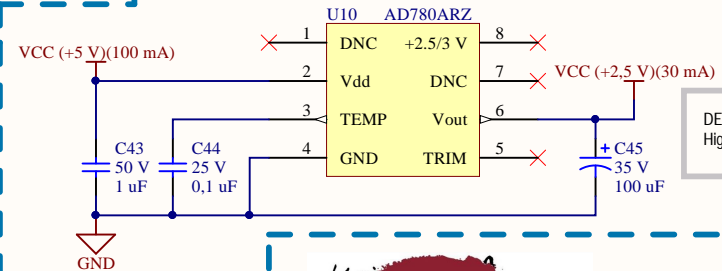 U10 AD780ARZ
VCC (+5 V)(100 mA)
1 DNC +2.5/3 V 8
2 Vdd DNC 7
VCC (+2,5 V)(30 mA)
3 TEMP Vout 6
4 GND TRIM 5
C43
50 V
1 uF
C44
25 V
0,1 uF
+ C45
35 V
100 uF
GND
DE
Hig